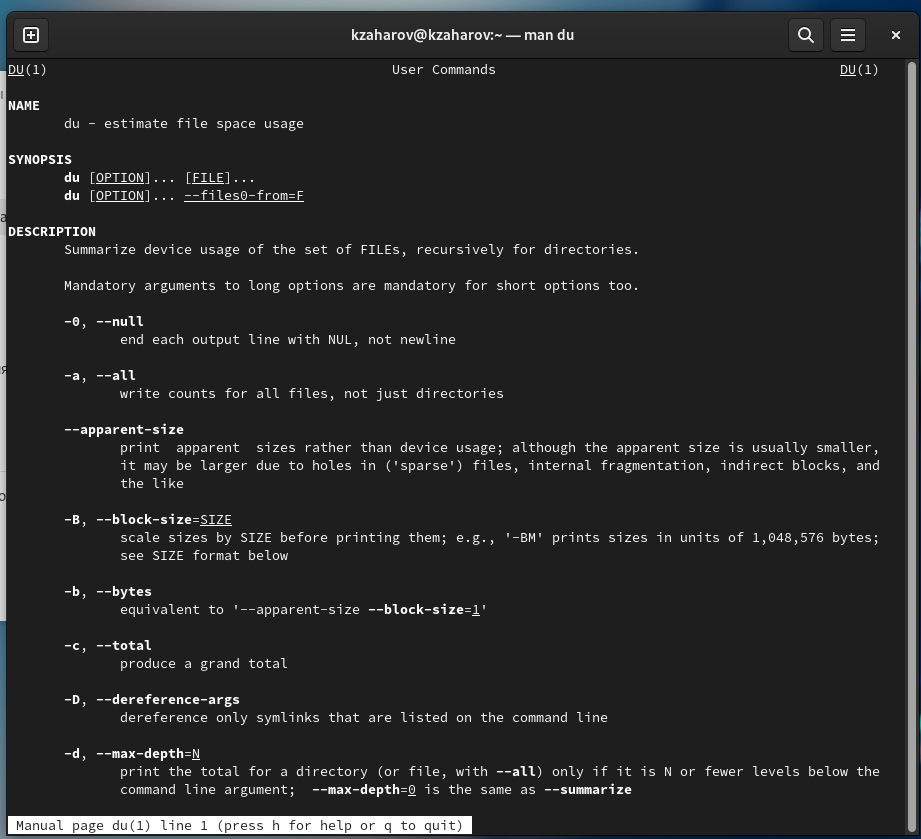 kzaharov@kzaharov:~ — man du
DU(1) User Commands DU(1)
NAME
du - estimate file space usage
SYNOPSIS
du [OPTION]... [FILE]...
du [OPTION]... --files0-from=F
DESCRIPTION
Summarize device usage of the set of FILEs, recursively for directories.
Mandatory arguments to long options are mandatory for short options too.
-0, --null
end each output line with NUL, not newline
-a, --all
write counts for all files, not just directories
--apparent-size
print  apparent  sizes rather than device usage; although the apparent size is usually smaller,
it may be larger due to holes in ('sparse') files, internal fragmentation, indirect blocks, and
the like
-B, --block-size=SIZE
scale sizes by SIZE before printing them; e.g., '-BM' prints sizes in units of 1,048,576 bytes;
see SIZE format below
-b, --bytes
equivalent to '--apparent-size --block-size=1'
-c, --total
produce a grand total
-D, --dereference-args
dereference only symlinks that are listed on the command line
-d, --max-depth=N
print the total for a directory (or file, with --all) only if it is N or fewer levels below the
command line argument;  --max-depth=0 is the same as --summarize
Manual page du(1) line 1 (press h for help or q to quit)